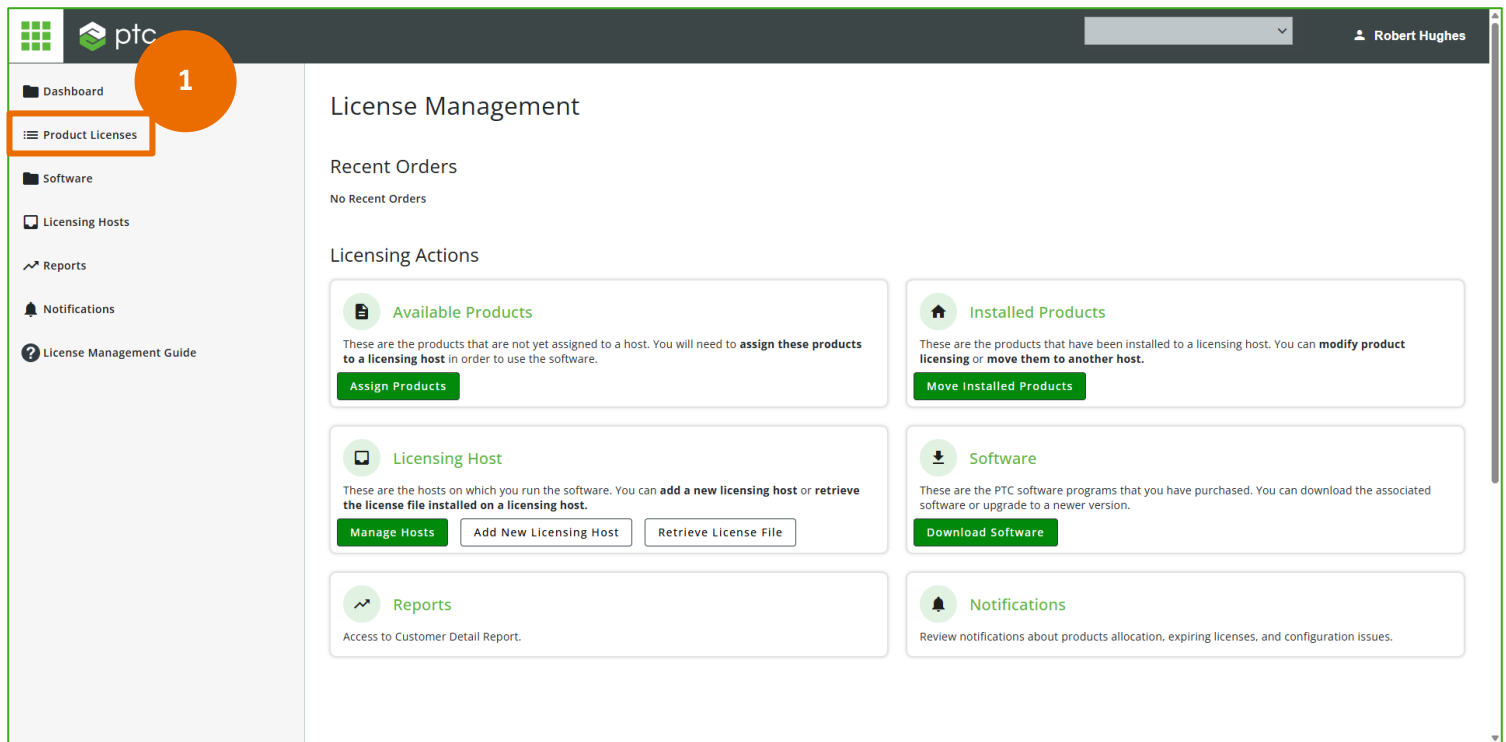 ptc
Robert Hughes
1
Dashboard
Product Licenses
Software
Licensing Hosts
Reports
Notifications
License Management Guide
License Management
Recent Orders
No Recent Orders
Licensing Actions
Available Products
These are the products that are not yet assigned to a host. You will need to assign these products
to a licensing host in order to use the software.
Assign Products
Installed Products
These are the products that have been installed to a licensing host. You can modify product
licensing or move them to another host.
Move Installed Products
Licensing Host
These are the hosts on which you run the software. You can add a new licensing host or retrieve
the license file installed on a licensing host.
Manage Hosts
Add New Licensing Host
Retrieve License File
Software
These are the PTC software programs that you have purchased. You can download the associated
software or upgrade to a newer version.
Download Software
Reports
Access to Customer Detail Report.
Notifications
Review notifications about products allocation, expiring licenses, and configuration issues.